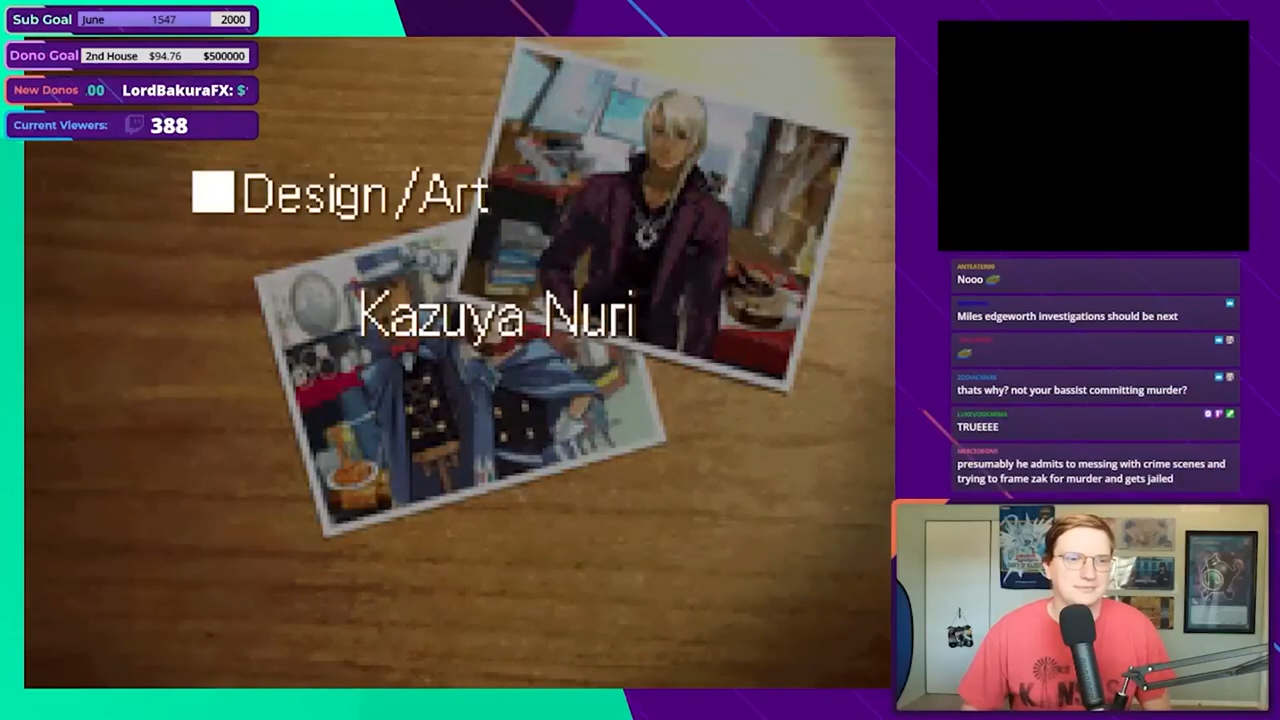 Sub Goal June 1547 2000
Dono Goal 2nd House $94.76 $500000
New Donos .00 LordBakuraFX: $
Current Viewers: 388
■Design/Art
Kazuya Nuri
ANTEATER99
Nooo
Miles edgeworth investigations should be next
thats why? not your bassist committing murder?
TRUEEEE
presumably he admits to messing with crime scenes and
trying to frame zak for murder and gets jailed